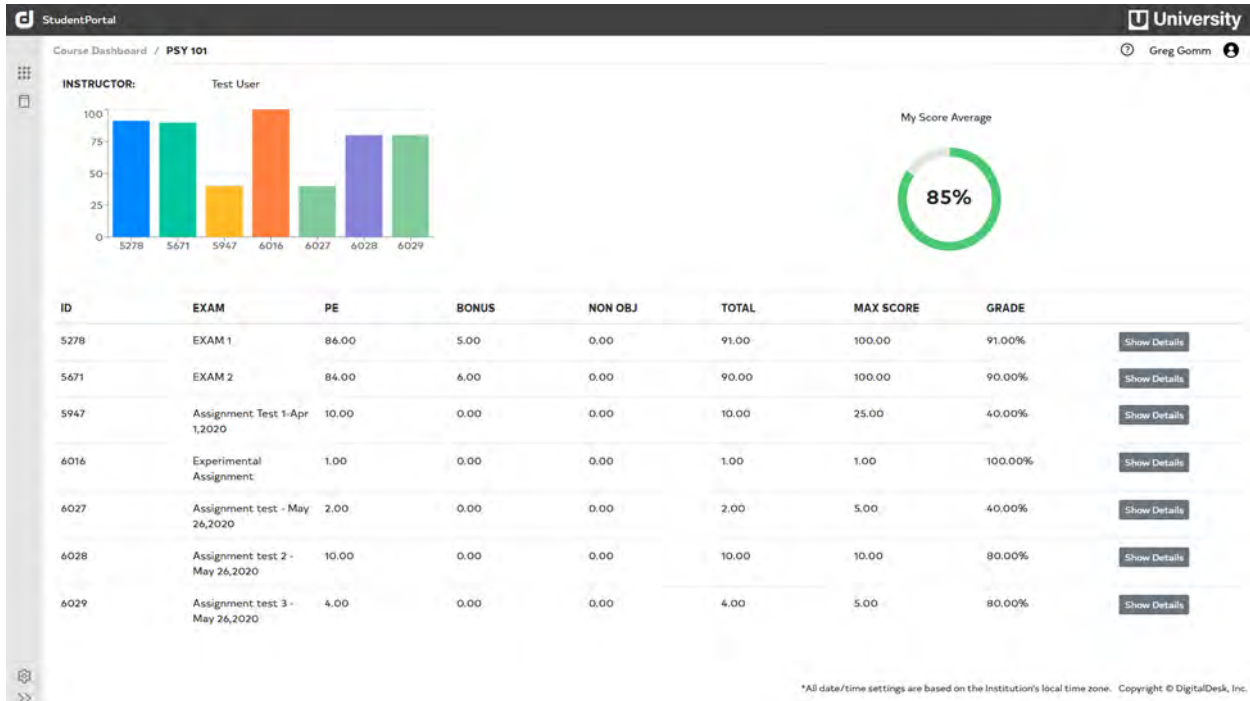 StudentPortal
University
Course Dashboard / PSY 101
Greg Gomm
INSTRUCTOR: Test User
100
75
50
25
0
5278 5671 5947 6016 6027 6028 6029
My Score Average
85%
ID EXAM PE BONUS NON OBJ TOTAL MAX SCORE GRADE
5278 EXAM 1 86.00 5.00 0.00 91.00 100.00 91.00% Show Details
5671 EXAM 2 84.00 6.00 0.00 90.00 100.00 90.00% Show Details
5947 Assignment Test 1-Apr 10.00 0.00 0.00 10.00 25.00 40.00% Show Details
1,2020
6016 Experimental 1.00 0.00 0.00 1.00 1.00 100.00% Show Details
Assignment
6027 Assignment test - May 2.00 0.00 0.00 2.00 5.00 40.00% Show Details
26,2020
6028 Assignment test 2 - 10.00 0.00 0.00 10.00 10.00 80.00% Show Details
May 26,2020
6029 Assignment test 3 - 4.00 0.00 0.00 4.00 5.00 80.00% Show Details
May 26,2020
*All date/time settings are based on the Institution's local time zone. Copyright © DigitalDesk, Inc.